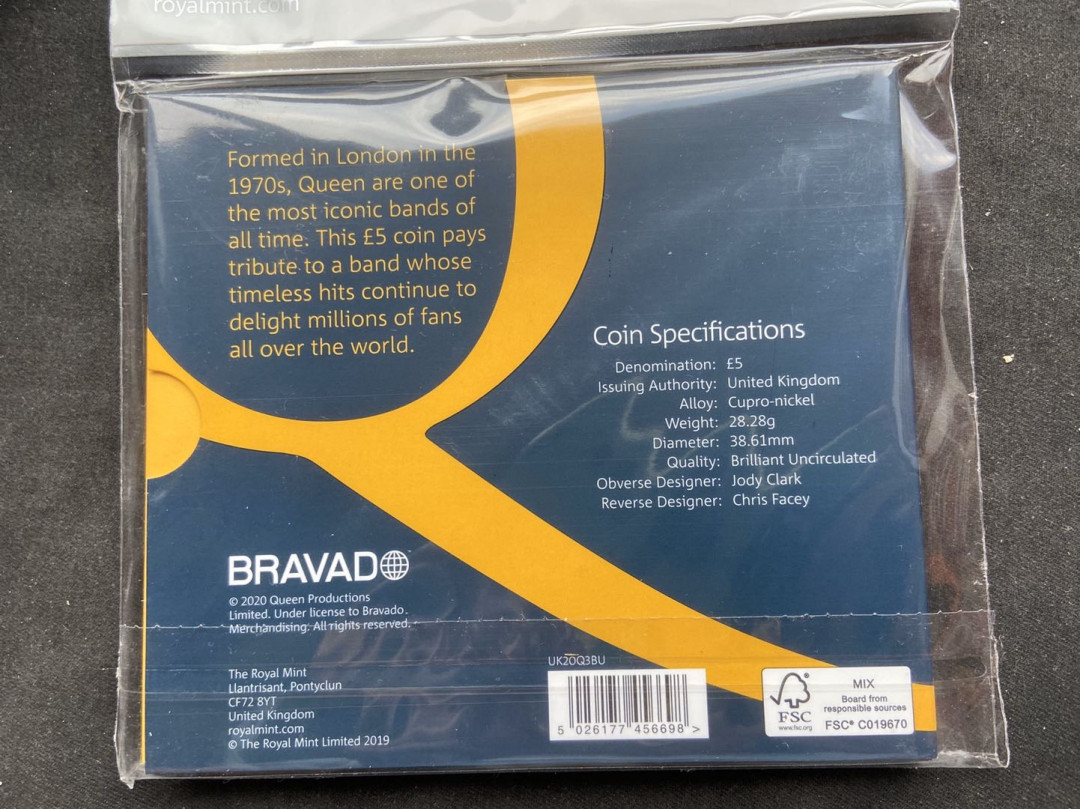 royalmint.com
Formed in London in the
1970s, Queen are one of
the most iconic bands of
all time. This £5 coin pays
tribute to a band whose
timeless hits continue to
delight millions of fans
all over the world.
Coin Specifications
Denomination: £5
Issuing Authority: United Kingdom
Alloy: Cupro-nickel
Weight: 28.28g
Diameter: 38.61mm
Quality: Brilliant Uncirculated
Obverse Designer: Jody Clark
Reverse Designer: Chris Facey
BRAVADO
© 2020 Queen Productions
Limited. Under license to Bravado
Merchandising. All rights reserved.
The Royal Mint
Llantrisant, Pontyclun
CF72 8YT
United Kingdom
royalmint.com
© The Royal Mint Limited 2019
UK20Q3BU
5 026177 456698 >
FSC
www.fsc.org
MIX
Board from
responsible sources
FSC® C019670